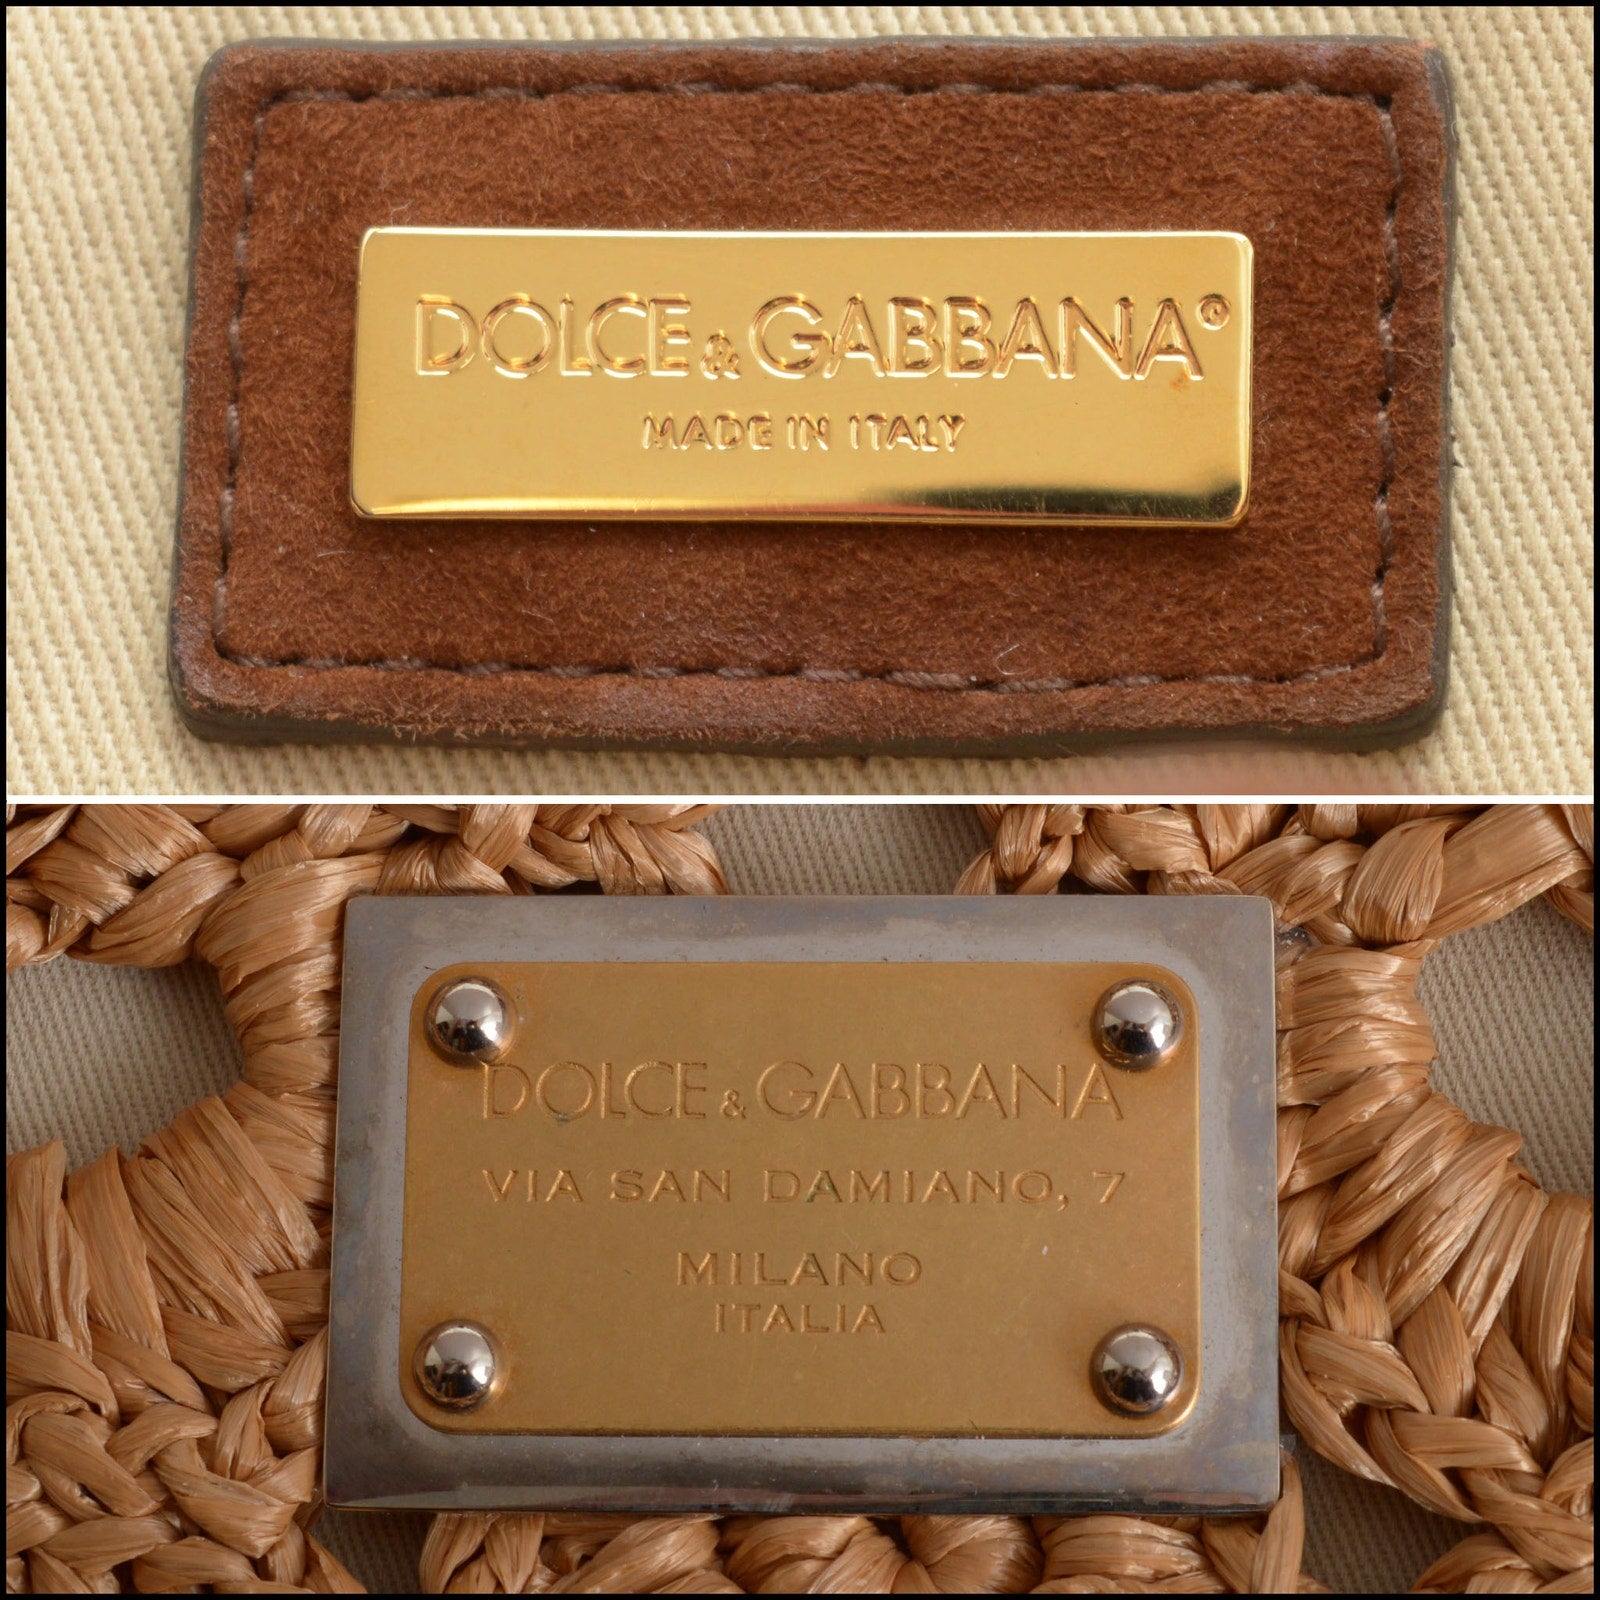 DOLCE & GABBANA®
MADE IN ITALY
DOLCE & GABBANA
VIA SAN DAMIANO, 7
MILANO
ITALIA